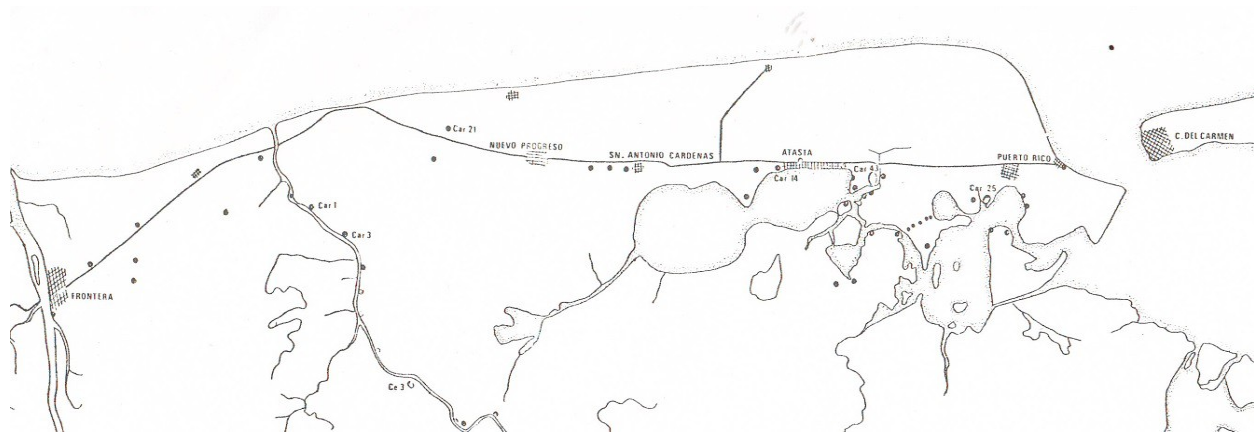 Car 21
NUEVO PROGRESO
SN. ANTONIO CARDENAS
ATASTA
C. DEL CARMEN
PUERTO RICO
Car 14
Car 43
Car 25
Car 1
Car 3
FRONTERA
Ce 3